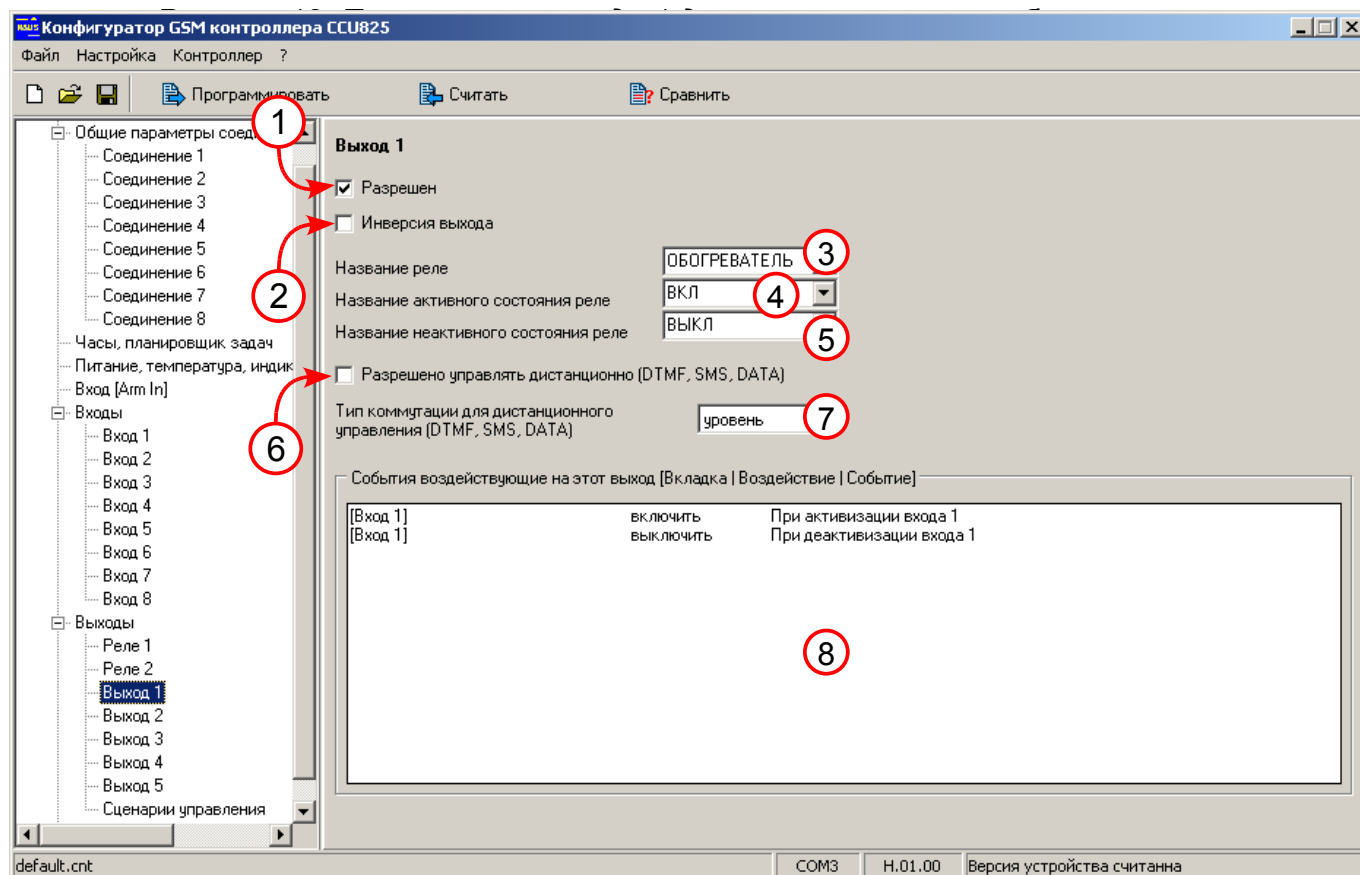 Конфигуратор GSM контроллера CCU825
Файл Настройка Контроллер ?
Программировать Считать Сравнить
Общие параметры соед
Соединение 1
Соединение 2
Соединение 3
Соединение 4
Соединение 5
Соединение 6
Соединение 7
Соединение 8
Часы, планировщик задач
Питание, температура, индик
Вход [Arm In]
Входы
Вход 1
Вход 2
Вход 3
Вход 4
Вход 5
Вход 6
Вход 7
Вход 8
Выходы
Реле 1
Реле 2
Выход 1
Выход 2
Выход 3
Выход 4
Выход 5
Сценарии управления
1
2
6
Выход 1
Разрешен
Инверсия выхода
Название реле ОБОГРЕВАТЕЛЬ 3
Название активного состояния реле ВКЛ 4
Название неактивного состояния реле ВЫКЛ 5
Разрешено управлять дистанционно (DTMF, SMS, DATA)
Тип коммутации для дистанционного
управления (DTMF, SMS, DATA) уровень 7
События воздействующие на этот выход [Вкладка | Воздействие | Событие]
[Вход 1] включить При активизации входа 1
[Вход 1] выключить При деактивизации входа 1
8
default.cnt COM3 H.01.00 Версия устройства считанна